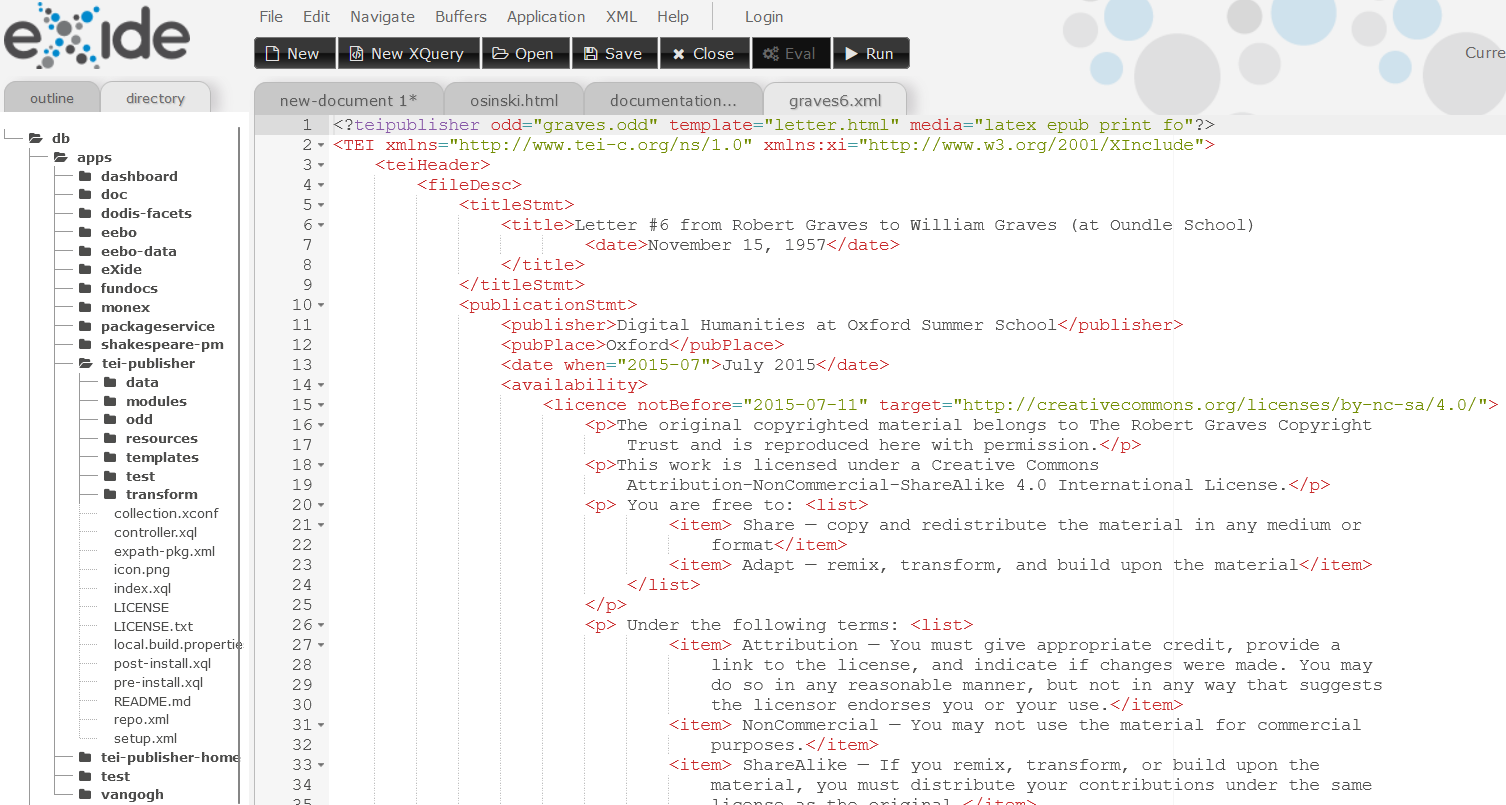 eXide
File Edit Navigate Buffers Application XML Help Login
New New XQuery Open Save Close Eval Run
Curre
outline directory
new-document 1* osinski.html documentation... graves6.xml
db
apps
dashboard
doc
dodis-facets
eebo
eebo-data
eXide
fundocs
monex
packageservice
shakespeare-pm
tei-publisher
data
modules
odd
resources
templates
test
transform
collection.xconf
controller.xql
expath-pkg.xml
icon.png
index.xql
LICENSE
LICENSE.txt
local.build.propertie
post-install.xql
pre-install.xql
README.md
repo.xml
setup.xml
tei-publisher-home
test
vangogh
1 <?teipublisher odd="graves.odd" template="letter.html" media="latex epub print fo"?>
2 <TEI xmlns="http://www.tei-c.org/ns/1.0" xmlns:xi="http://www.w3.org/2001/XInclude">
3 <teiHeader>
4 <fileDesc>
5 <titleStmt>
6 <title>Letter #6 from Robert Graves to William Graves (at Oundle School)
7 <date>November 15, 1957</date>
8 </title>
9 </titleStmt>
10 <publicationStmt>
11 <publisher>Digital Humanities at Oxford Summer School</publisher>
12 <pubPlace>Oxford</pubPlace>
13 <date when="2015-07">July 2015</date>
14 <availability>
15 <licence notBefore="2015-07-11" target="http://creativecommons.org/licenses/by-nc-sa/4.0/">
16 <p>The original copyrighted material belongs to The Robert Graves Copyright
17 Trust and is reproduced here with permission.</p>
18 <p>This work is licensed under a Creative Commons
19 Attribution-NonCommercial-ShareAlike 4.0 International License.</p>
20 <p> You are free to: <list>
21 <item> Share — copy and redistribute the material in any medium or
22 format</item>
23 <item> Adapt — remix, transform, and build upon the material</item>
24 </list>
25 </p>
26 <p> Under the following terms: <list>
27 <item> Attribution — You must give appropriate credit, provide a
28 link to the license, and indicate if changes were made. You may
29 do so in any reasonable manner, but not in any way that suggests
30 the licensor endorses you or your use.</item>
31 <item> NonCommercial — You may not use the material for commercial
32 purposes.</item>
33 <item> ShareAlike — If you remix, transform, or build upon the
34 material, you must distribute your contributions under the same
35 license as the original.</item>